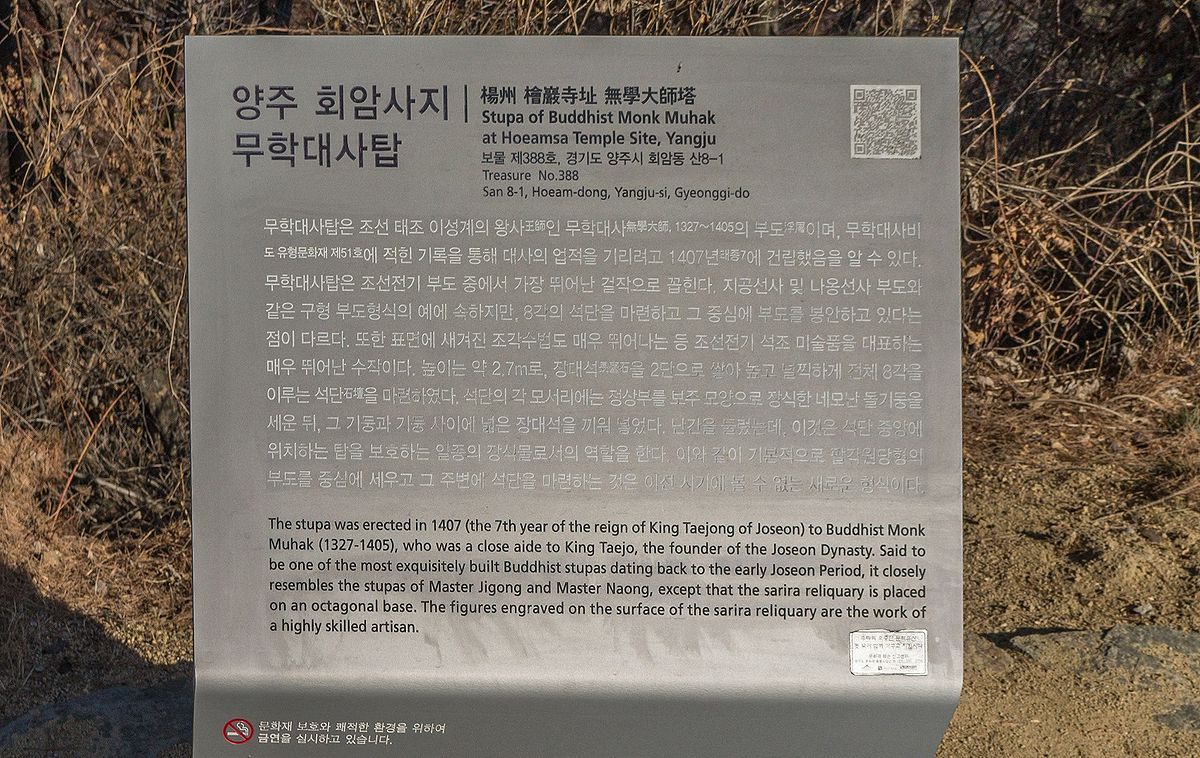 양주 회암사지
무학대사탑
楊州 檜巖寺址 無學大師塔
Stupa of Buddhist Monk Muhak
at Hoeamsa Temple Site, Yangju
보물 제388호, 경기도 양주시 회암동 산8-1
Treasure No.388
San 8-1, Hoeam-dong, Yangju-si, Gyeonggi-do
무학대사탑은 조선 태조 이성계의 왕사王師인 무학대사無學大師, 1327~1405의 부도浮屠이며, 무학대사비
도 유형문화재 제51호에 적힌 기록을 통해 대사의 업적을 기리려고 1407년태종7에 건립했음을 알 수 있다.
무학대사탑은 조선전기 부도 중에서 가장 뛰어난 걸작으로 꼽힌다. 지공선사 및 나옹선사 부도와
같은 구형 부도형식의 예에 속하지만, 8각의 석단을 마련하고 그 중심에 부도를 봉안하고 있다는
점이 다르다. 또한 표면에 새겨진 조각수법도 매우 뛰어나는 등 조선전기 석조 미술품을 대표하는
매우 뛰어난 수작이다. 높이는 약 2.7m로, 장대석을 2단으로 쌓아 높고 널찍하게 전체 8각을
이루는 석단石壇을 마련하였다. 석단의 각 모서리에는 정상부를 보주 모양으로 장식한 네모난 돌기둥을
세운 뒤, 그 기둥과 기둥 사이에 넓은 장대석을 끼워 넣었다. 난간을 둘렀는데, 이것은 석단 중앙에
위치하는 탑을 보호하는 일종의 장식물로서의 역할을 한다. 이와 같이 기본적으로 팔각원당형의
부도를 중심에 세우고 그 주변에 석단을 마련하는 것은 이전 시기에 볼 수 없는 새로운 형식이다.
The stupa was erected in 1407 (the 7th year of the reign of King Taejong of Joseon) to Buddhist Monk
Muhak (1327-1405), who was a close aide to King Taejo, the founder of the Joseon Dynasty. Said to
be one of the most exquisitely built Buddhist stupas dating back to the early Joseon Period, it closely
resembles the stupas of Master Jigong and Master Naong, except that the sarira reliquary is placed
on an octagonal base. The figures engraved on the surface of the sarira reliquary are the work of
a highly skilled artisan.
문화재 보호와 쾌적한 환경을 위하여
금연을 실시하고 있습니다.